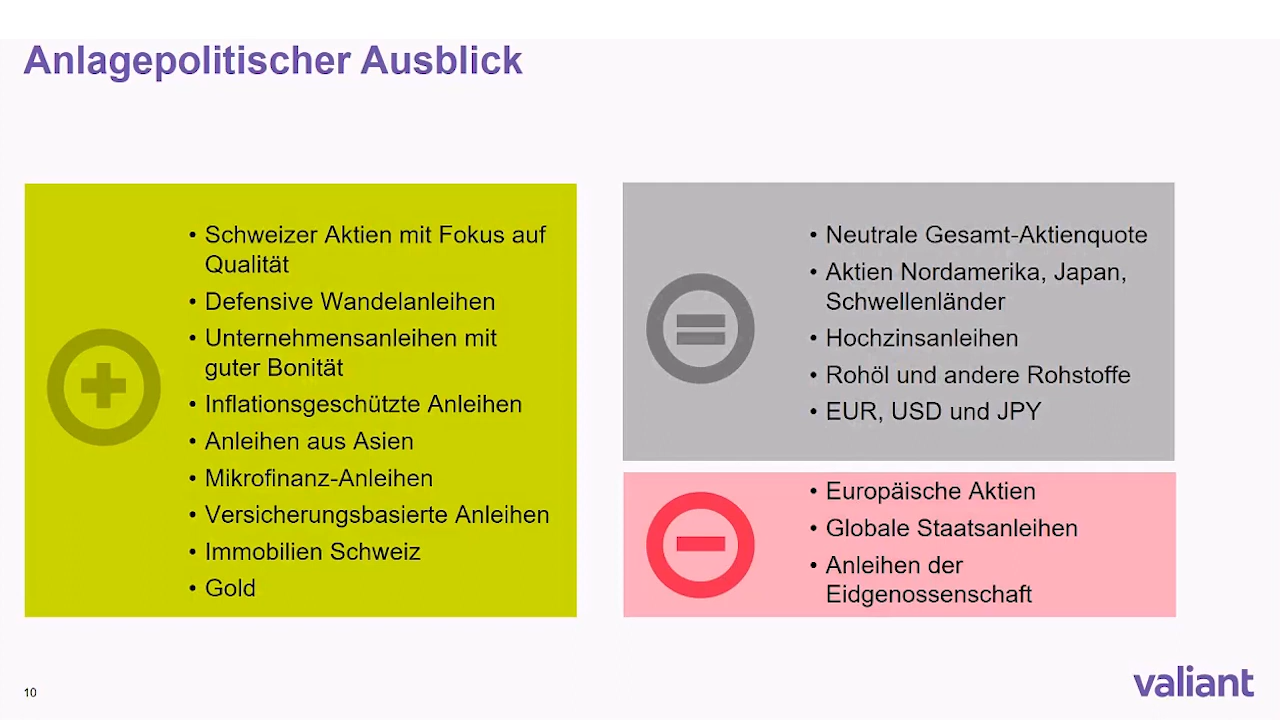 Anlagepolitischer Ausblick
• Schweizer Aktien mit Fokus auf
Qualität
• Defensive Wandelanleihen
• Unternehmensanleihen mit
guter Bonität
• Inflationsgeschützte Anleihen
• Anleihen aus Asien
• Mikrofinanz-Anleihen
• Versicherungsbasierte Anleihen
• Immobilien Schweiz
• Gold
• Neutrale Gesamt-Aktienquote
• Aktien Nordamerika, Japan,
Schwellenländer
• Hochzinsanleihen
• Rohöl und andere Rohstoffe
• EUR, USD und JPY
• Europäische Aktien
• Globale Staatsanleihen
• Anleihen der
Eidgenossenschaft
10
valiant